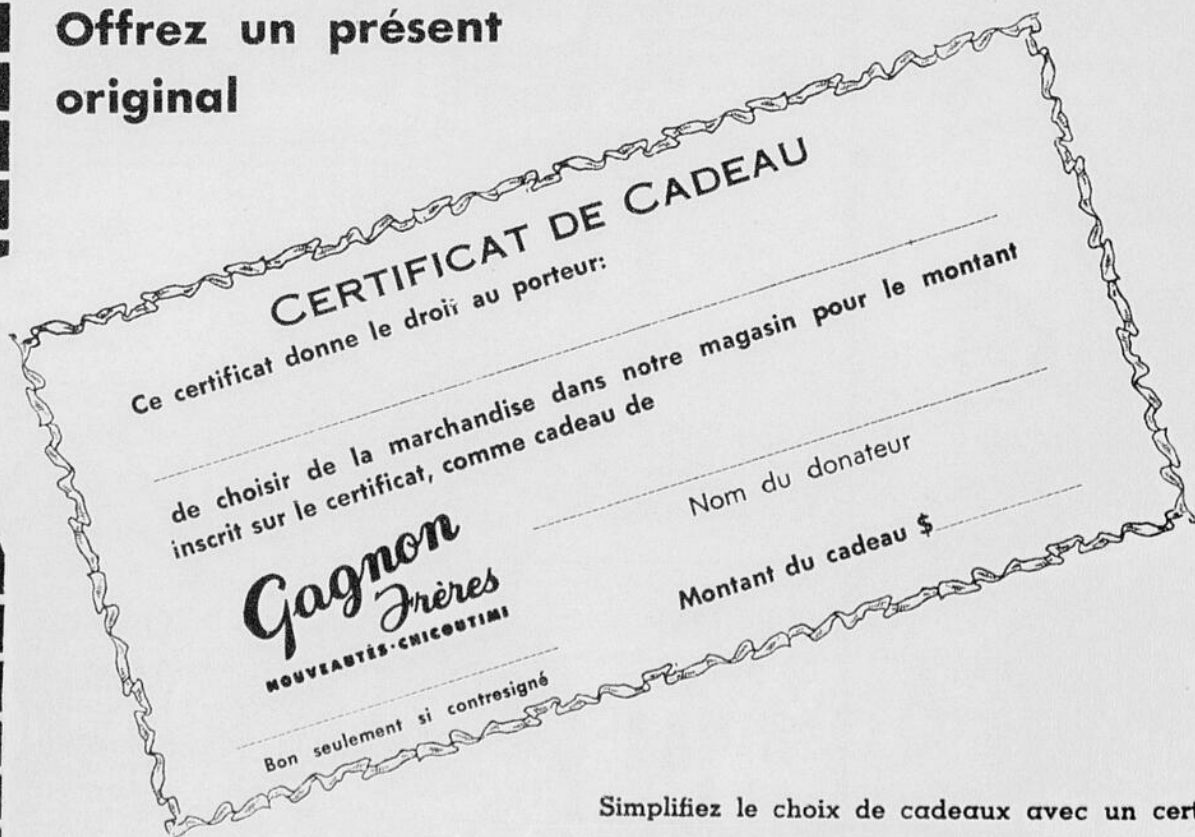 Offrez un présent
original
CERTIFICAT DE CADEAU
Ce certificat donne le droit au porteur:
de choisir de la marchandise dans notre magasin pour le montant
inscrit sur le certificat, comme cadeau de
Nom du donateur
Gagnon
Frères
NOUVEAUTÉS·CHICOUTIMI
Montant du cadeau $
Bon seulement si contresigné
Simplifiez le choix de cadeaux avec un